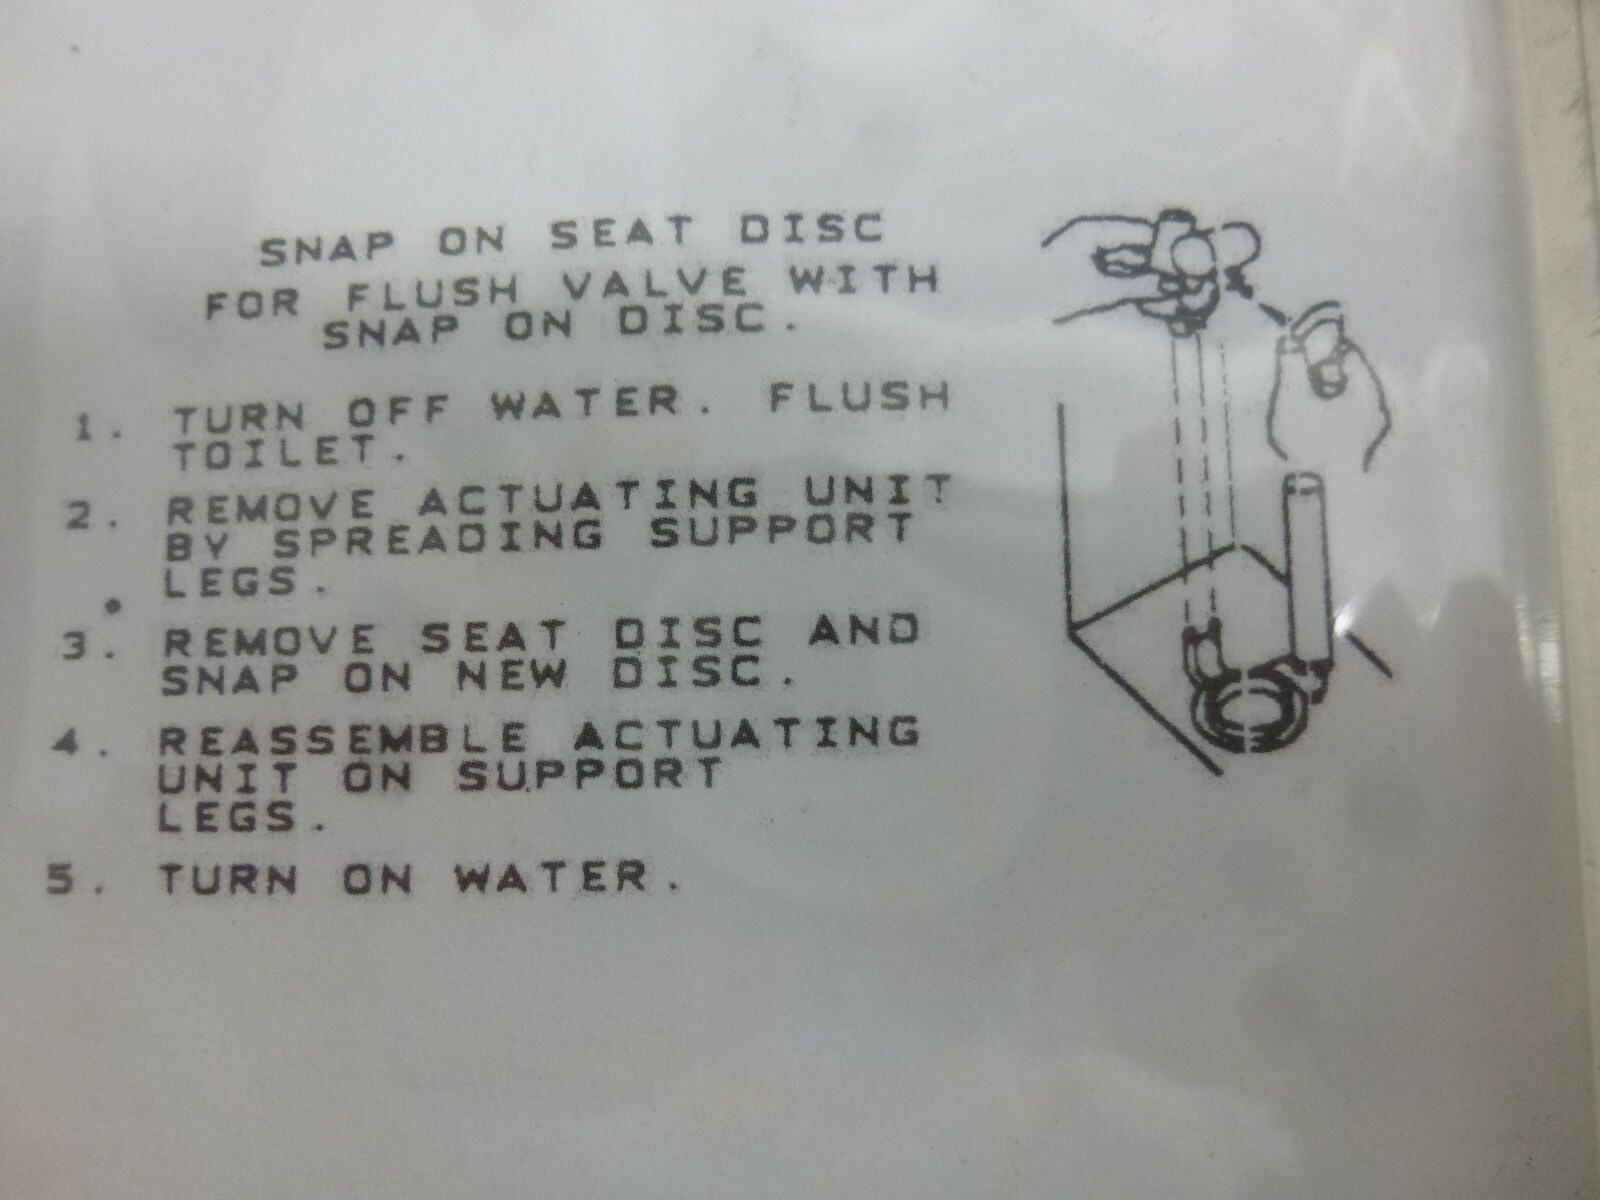 SNAP ON SEAT DISC
FOR FLUSH VALVE WITH
SNAP ON DISC.
1. TURN OFF WATER. FLUSH
TOILET.
2. REMOVE ACTUATING UNIT
BY SPREADING SUPPORT
LEGS.
3. REMOVE SEAT DISC AND
SNAP ON NEW DISC.
4. REASSEMBLE ACTUATING
UNIT ON SUPPORT
LEGS.
5. TURN ON WATER.